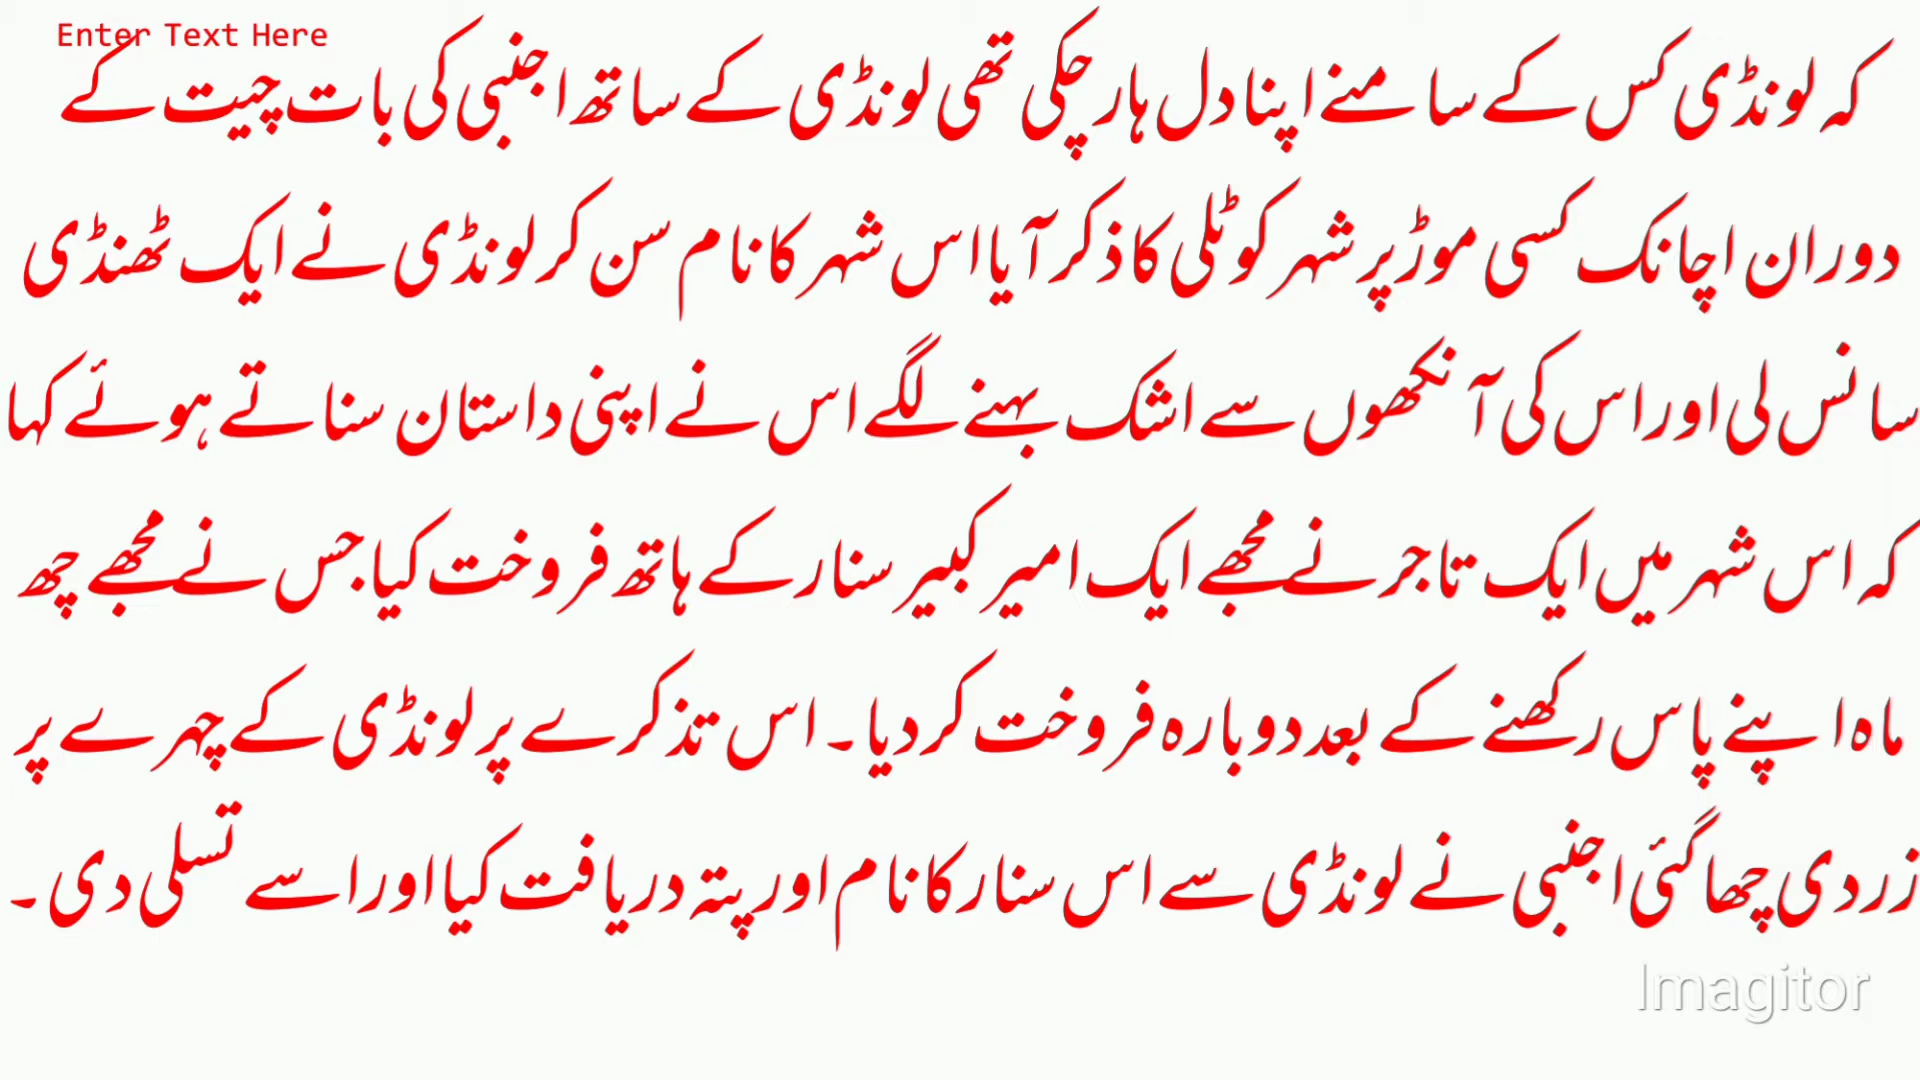 Enter Text Here
کہ لونڈی کس کے سامنے اپنا دل ہار چکی تھی لونڈی کے ساتھ اجنبی کی بات چیت کے
دوران اچانک کسی موڑ پر شہر کوٹلی کا ذکر آیا اس شہر کا نام سن کر لونڈی نے ایک ٹھنڈی
سانس لی اور اس کی آنکھوں سے اشک بہنے لگے اس نے اپنی داستان سناتے ہوئے کہا
کہ اس شہر میں ایک تاجر نے مجھے ایک امیر کبیر سنار کے ہاتھ فروخت کیا جس نے مجھے چھ
ماہ اپنے پاس رکھنے کے بعد دوبارہ فروخت کر دیا۔ اس تذکرے پر لونڈی کے چہرے پر
زردی چھا گئی اجنبی نے لونڈی سے اس سنار کا نام اور پتہ دریافت کیا اور اسے تسلی دی۔
Imagitor